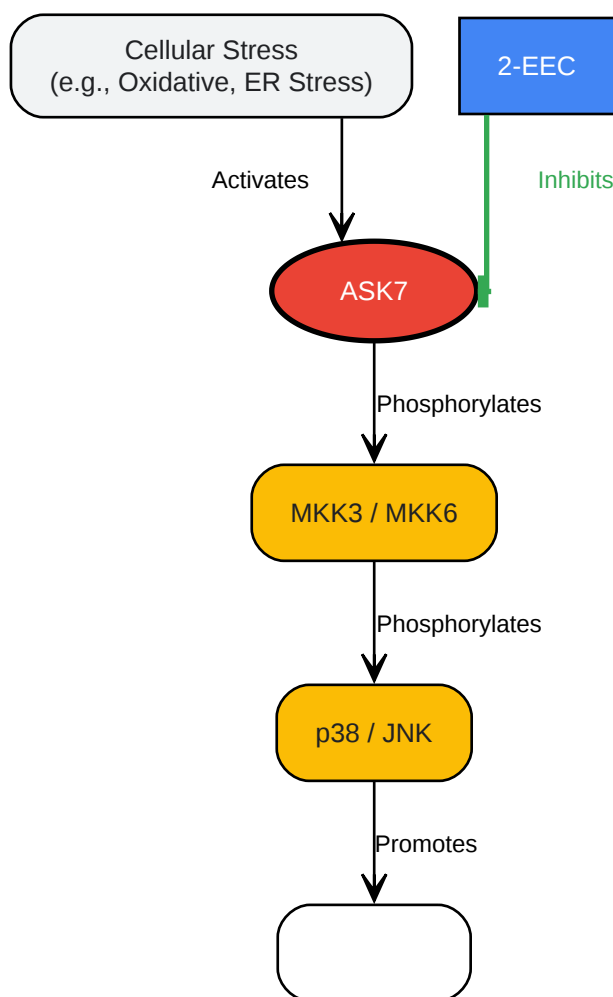 Cellular Stress
(e.g., Oxidative, ER Stress)
2-EEC
Activates
Inhibits
ASK7
Phosphorylates
MKK3 / MKK6
Phosphorylates
p38 / JNK
Promotes